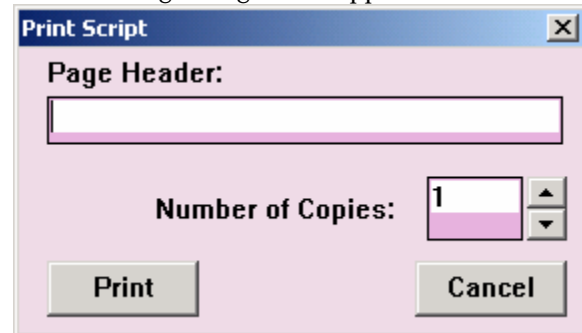 Print Script
Page Header:
Number of Copies: 1
Print Cancel